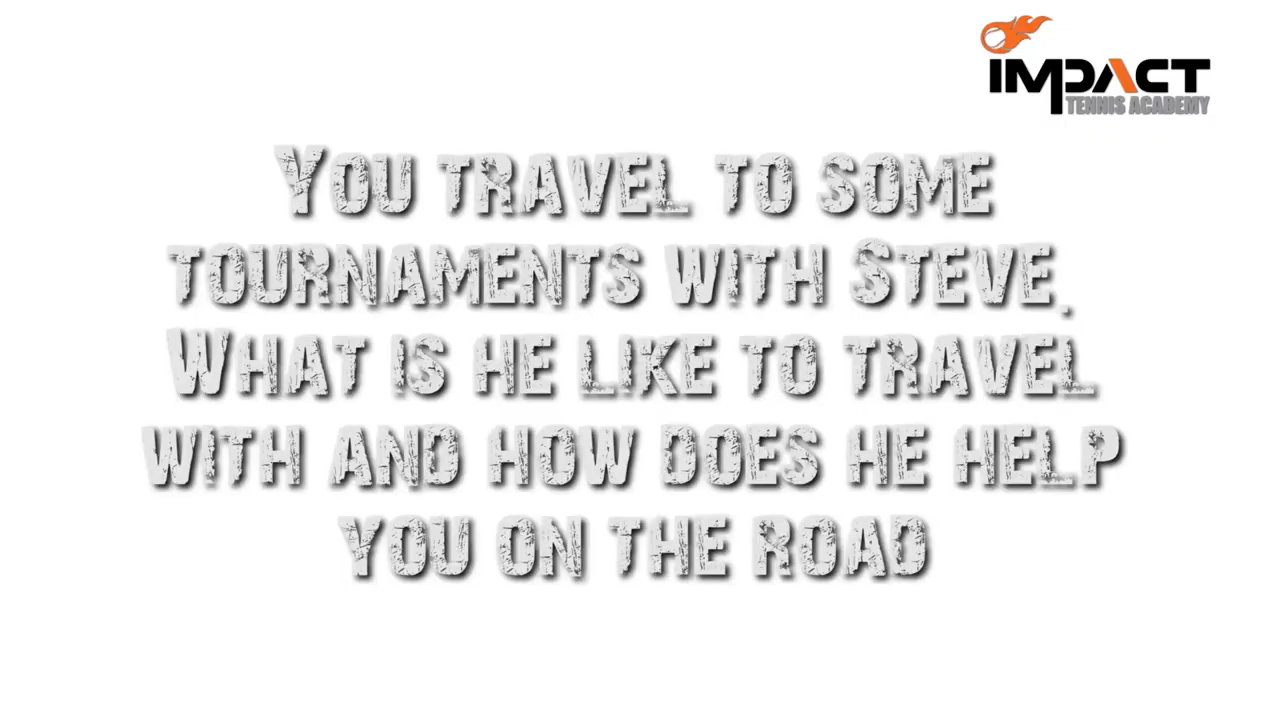 IMPACT
TENNIS ACADEMY
You travel to some
tournaments with Steve.
What is he like to travel
with and how does he help
you on the road